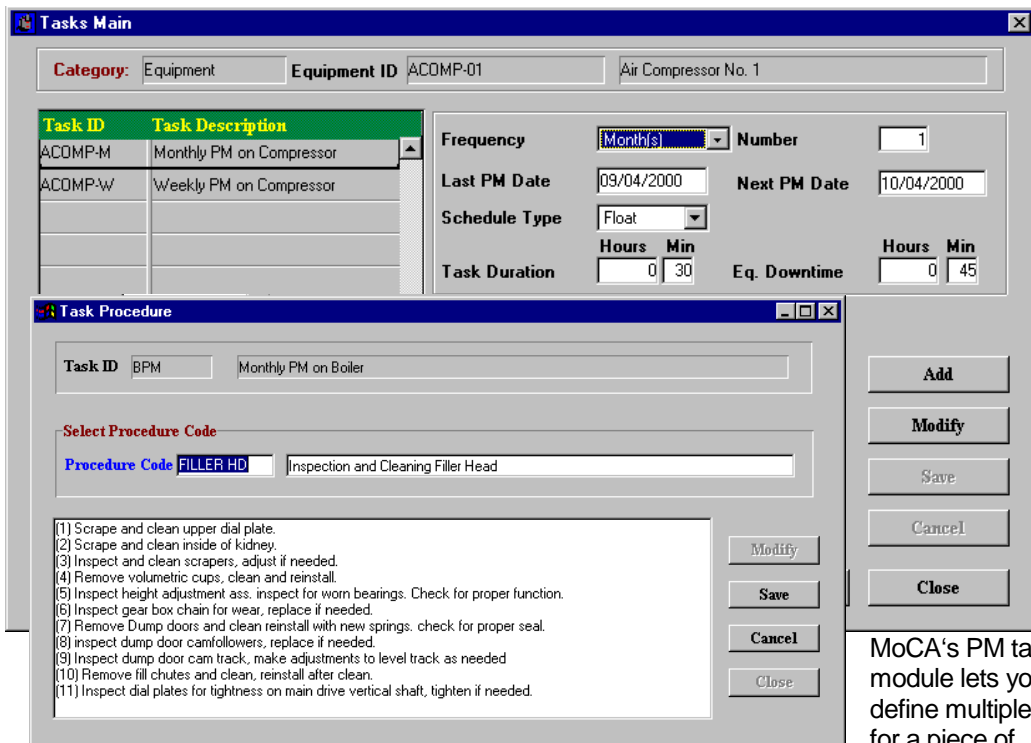 Tasks Main
Category: Equipment Equipment ID ACOMP-01 Air Compressor No. 1
Task ID Task Description
ACOMP-M Monthly PM on Compressor
ACOMP-W Weekly PM on Compressor
Frequency Month(s) Number 1
Last PM Date 09/04/2000 Next PM Date 10/04/2000
Schedule Type Float
Hours Min Hours Min
Task Duration 0 30 Eq. Downtime 0 45
Task Procedure
Task ID BPM Monthly PM on Boiler
Select Procedure Code
Procedure Code FILLER HD Inspection and Cleaning Filler Head
(1) Scrape and clean upper dial plate.
(2) Scrape and clean inside of kidney.
(3) Inspect and clean scrapers, adjust if needed.
(4) Remove volumetric cups, clean and reinstall.
(5) Inspect height adjustment ass. inspect for worn bearings. Check for proper function.
(6) Inspect gear box chain for wear, replace if needed.
(7) Remove Dump doors and clean reinstall with new springs. check for proper seal.
(8) inspect dump door camfollowers, replace if needed.
(9) Inspect dump door cam track, make adjustments to level track as needed
(10) Remove fill chutes and clean, reinstall after clean.
(11) Inspect dial plates for tightness on main drive vertical shaft, tighten if needed.
Modify
Save
Cancel
Close
Add
Modify
Save
Cancel
Close
MoCA‘s PM ta
module lets yo
define multiple
for a piece of